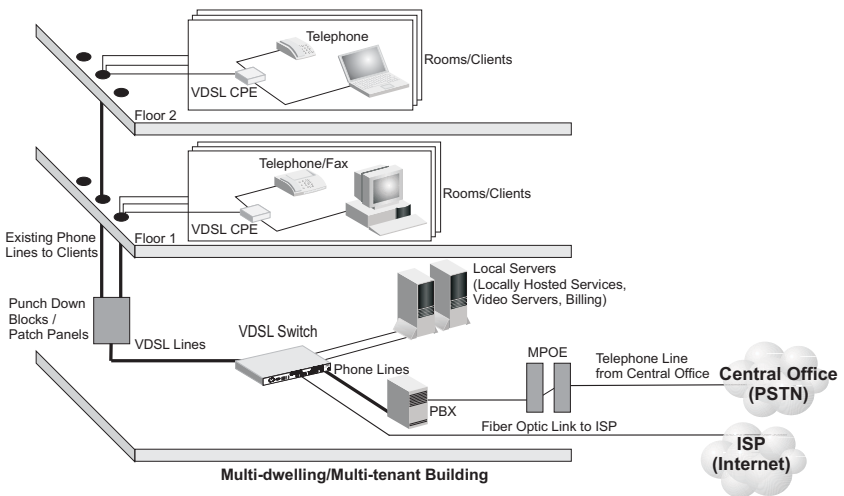 Telephone
Rooms/Clients
VDSL CPE
Floor 2
Telephone/Fax
Rooms/Clients
VDSL CPE
Floor 1
Existing Phone
Lines to Clients
Punch Down
Blocks /
Patch Panels
VDSL Lines
VDSL Switch
Local Servers
(Locally Hosted Services,
Video Servers, Billing)
Phone Lines
PBX
MPOE
Telephone Line
from Central Office
Central Office
(PSTN)
Fiber Optic Link to ISP
ISP
(Internet)
Multi-dwelling/Multi-tenant Building